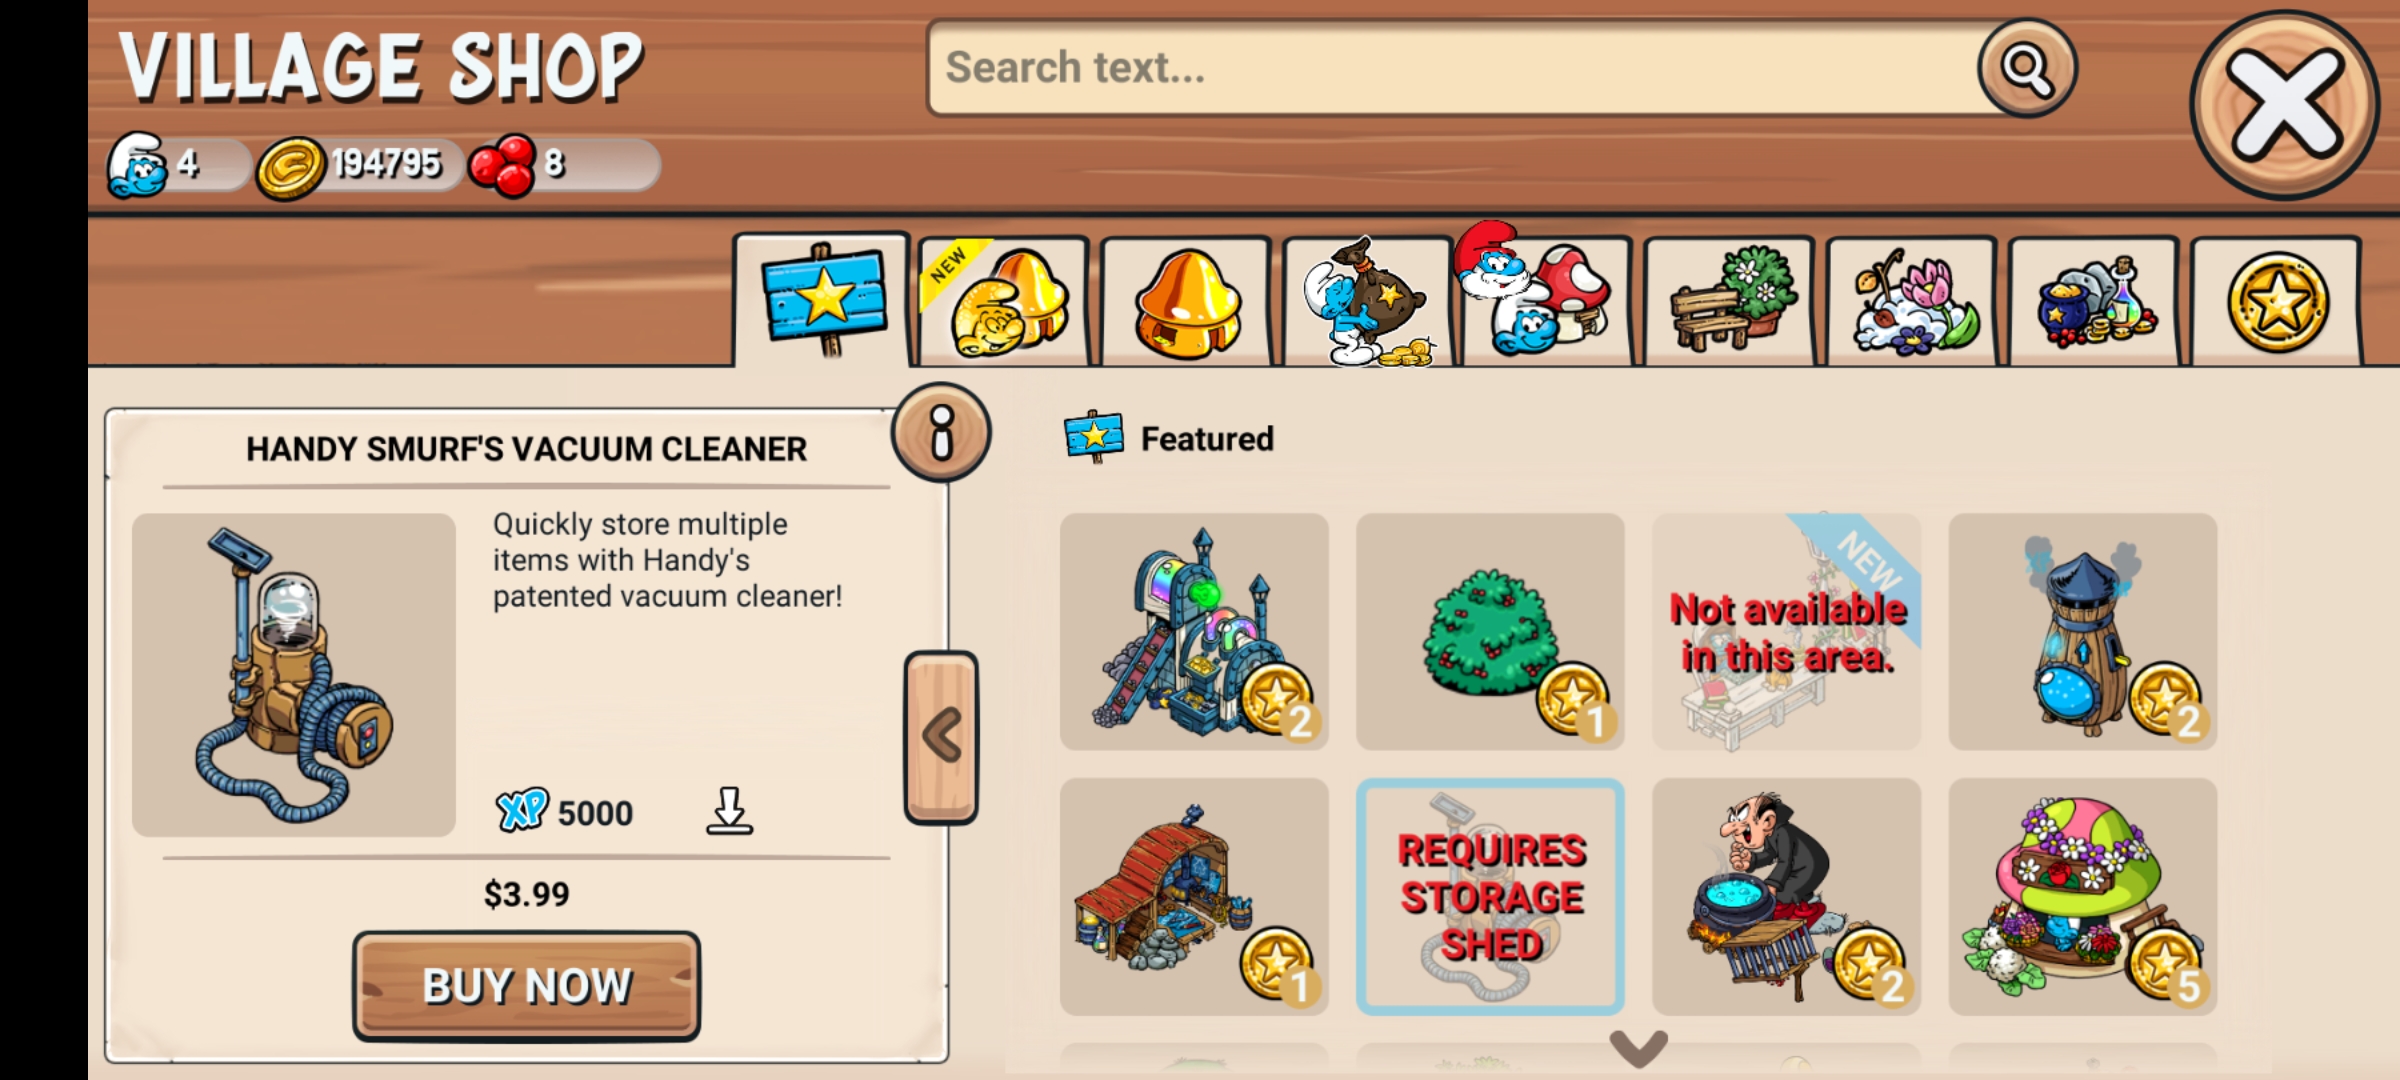 VILLAGE SHOP
Search text...
4
194795
8
NEW
HANDY SMURF'S VACUUM CLEANER
Quickly store multiple
items with Handy's
patented vacuum cleaner!
XP 5000
$3.99
BUY NOW
Featured
2
1
NEW
Not available
in this area.
2
1
REQUIRES
STORAGE
SHED
2
5